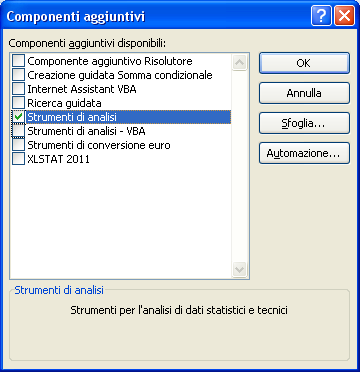 Componenti aggiuntivi
Componenti aggiuntivi disponibili:
Componente aggiuntivo Risolutore
Creazione guidata Somma condizionale
Internet Assistant VBA
Ricerca guidata
Strumenti di analisi
Strumenti di analisi - VBA
Strumenti di conversione euro
XLSTAT 2011
OK
Annulla
Sfoglia...
Automazione...
Strumenti di analisi
Strumenti per l'analisi di dati statistici e tecnici